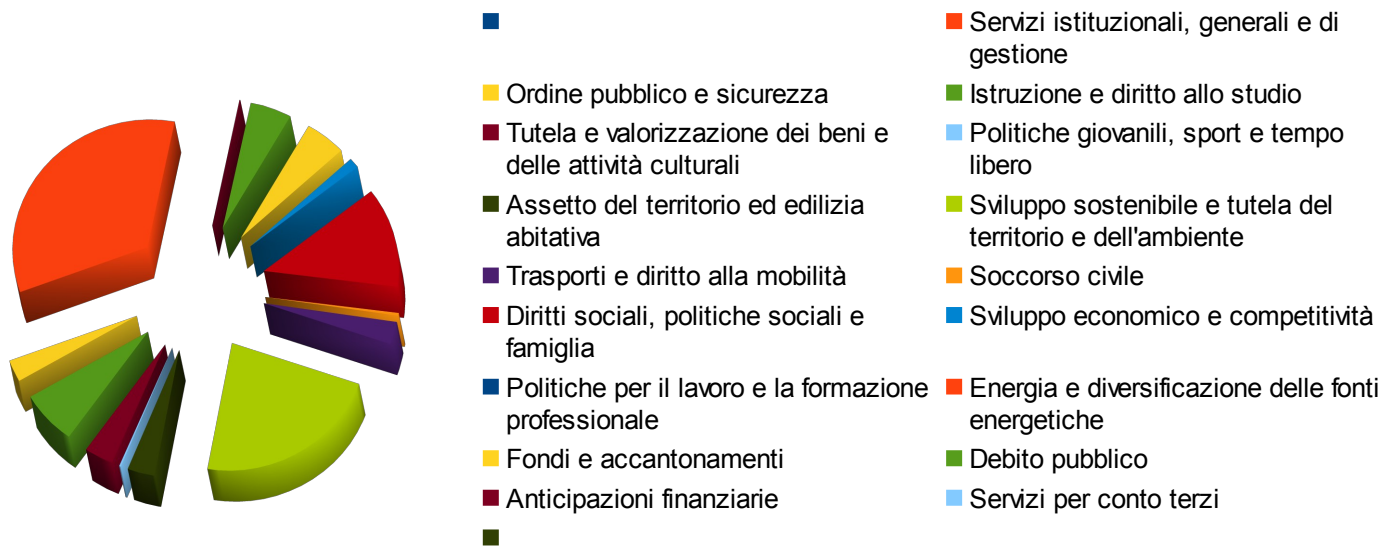 Servizi istituzionali, generali e di
gestione
Ordine pubblico e sicurezza
Istruzione e diritto allo studio
Tutela e valorizzazione dei beni e
delle attività culturali
Politiche giovanili, sport e tempo
libero
Assetto del territorio ed edilizia
abitativa
Sviluppo sostenibile e tutela del
territorio e dell'ambiente
Trasporti e diritto alla mobilità
Soccorso civile
Diritti sociali, politiche sociali e
famiglia
Sviluppo economico e competitività
Politiche per il lavoro e la formazione
professionale
Energia e diversificazione delle fonti
energetiche
Fondi e accantonamenti
Debito pubblico
Anticipazioni finanziarie
Servizi per conto terzi